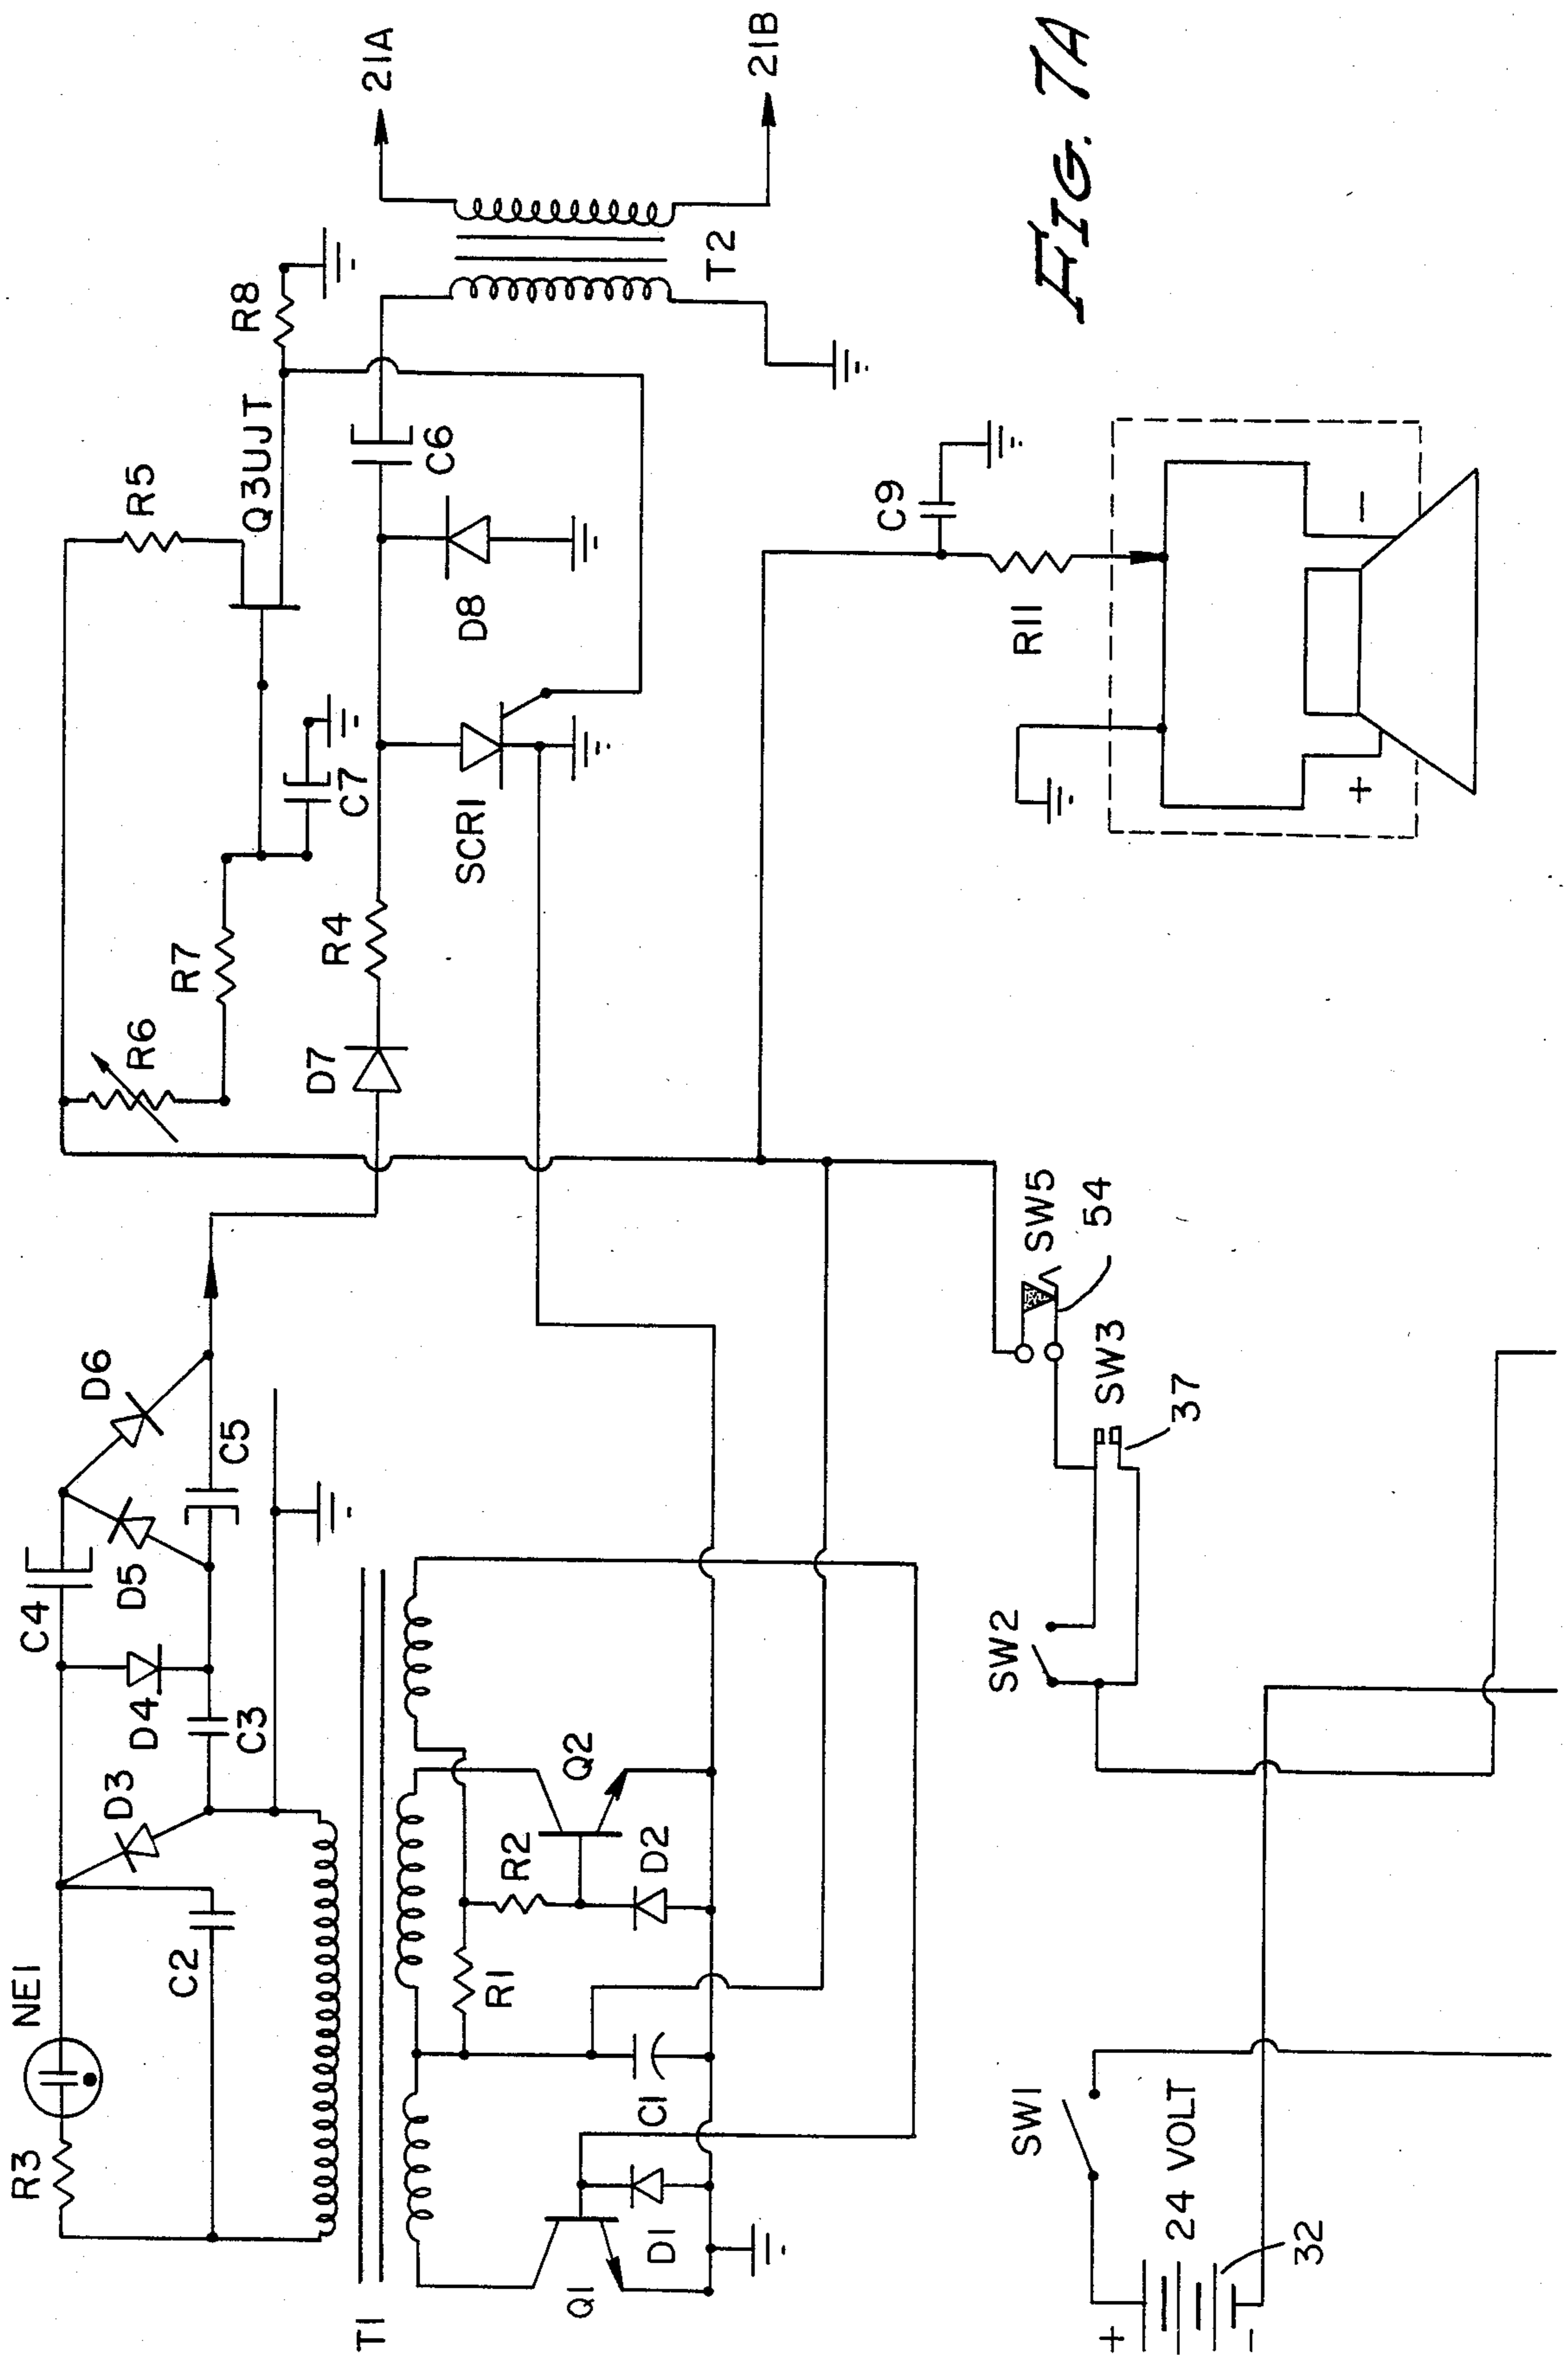 21A
21B
FIG. 7A
T2
R8
Q3UJT
R5
C6
D8
C7
SCR1
R4
R7
R6
D7
C9
R11
-
+
SW5
54
SW3
37
SW2
D6
C5
C4
D5
D4
C3
D3
C2
NE1
R3
Q2
R2
D2
R1
C1
D1
Q1
T1
SW1
24 VOLT
32
+
-